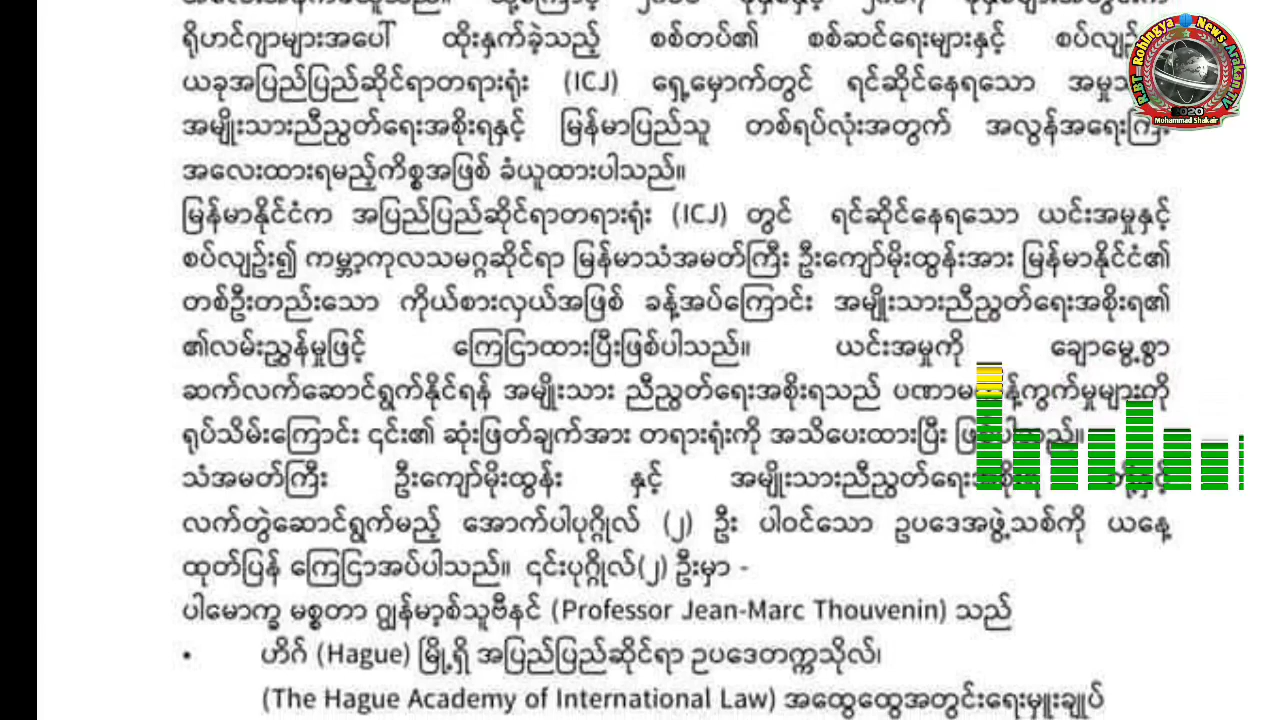 ရိုဟင်ဂျာများအပေါ် ထိုးနှက်ခဲ့သည့် စစ်တပ်၏ စစ်ဆင်ရေးများနှင့်
ယခုအပြည်ပြည်ဆိုင်ရာတရားရုံး (ICJ) ရှေ့မှောက်တွင် ရင်ဆိုင်နေရသော
အမျိုးသားညီညွတ်ရေးအစိုးရနှင့် မြန်မာပြည်သူ တစ်ရပ်လုံးအတွက်
အလေးထားရမည့်ကိစ္စအဖြစ် ခံယူထားပါသည်။
မြန်မာနိုင်ငံက အပြည်ပြည်ဆိုင်ရာတရားရုံး (ICJ) တွင် ရင်ဆိုင်နေရသော ယင်းအမှုနှင့်
စပ်လျဉ်း၍ ကမ္ဘာ့ကုလသမဂ္ဂဆိုင်ရာ မြန်မာသံအမတ်ကြီး ဦးကျော်မိုးထွန်းအား မြန်မာနိုင်ငံ၏
တစ်ဦးတည်းသော ကိုယ်စားလှယ်အဖြစ် ခန့်အပ်ကြောင်း အမျိုးသားညီညွတ်ရေးအစိုးရ၏
၏လမ်းညွှန်မှုဖြင့် ကြေငြာထားပြီးဖြစ်ပါသည်။ ယင်းအမှုကို ချောမွေ့စွာ
ဆက်လက်ဆောင်ရွက်နိုင်ရန် အမျိုးသား ညီညွတ်ရေးအစိုးရသည်
ရုပ်သိမ်းကြောင်း ၎င်း၏ ဆုံးဖြတ်ချက်အား တရားရုံးကို အသိပေးထားပြီး
သံအမတ်ကြီး ဦးကျော်မိုးထွန်း နှင့်
လက်တွဲဆောင်ရွက်မည့် အောက်ပါပုဂ္ဂိုလ် (၂) ဦး ပါဝင်သော ဥပဒေအဖွဲ့သစ်ကို ယနေ့
ထုတ်ပြန် ကြေငြာအပ်ပါသည်။ ၎င်းပုဂ္ဂိုလ်(၂) ဦးမှာ -
ပါမောက္ခ မစ္စတာ ဂျွန်မာ့စ်သူဗီနင် (Professor Jean-Marc Thouvenin) သည်
• ဟိဂ် (Hague) မြို့ရှိ အပြည်ပြည်ဆိုင်ရာ ဥပဒေတက္ကသိုလ်၊
(The Hague Academy of International Law) အထွေထွေအတွင်းရေးမှူးချုပ်
R.B.T Rohingya News Arakan.TV
2020
Mohammad Shakair